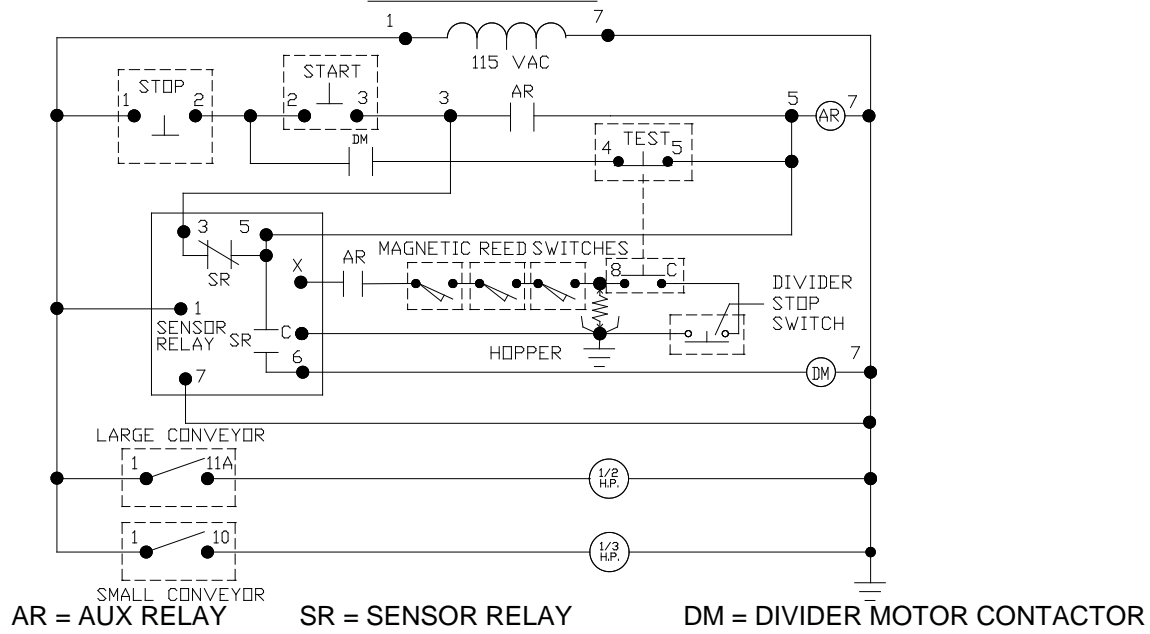 1 7
115 VAC
STOP
1 2
START
2 3
3
AR
5
AR
7
DM
TEST
4 5
3 5
SR
X
AR
MAGNETIC REED SWITCHES
8 C
DIVIDER
STOP
SWITCH
1
SENSOR
RELAY
SR
C
HOPPER
6
DM
7
7
LARGE CONVEYOR
1 11A
1/2
H.P.
1 10
1/3
H.P.
SMALL CONVEYOR
AR = AUX RELAY SR = SENSOR RELAY DM = DIVIDER MOTOR CONTACTOR